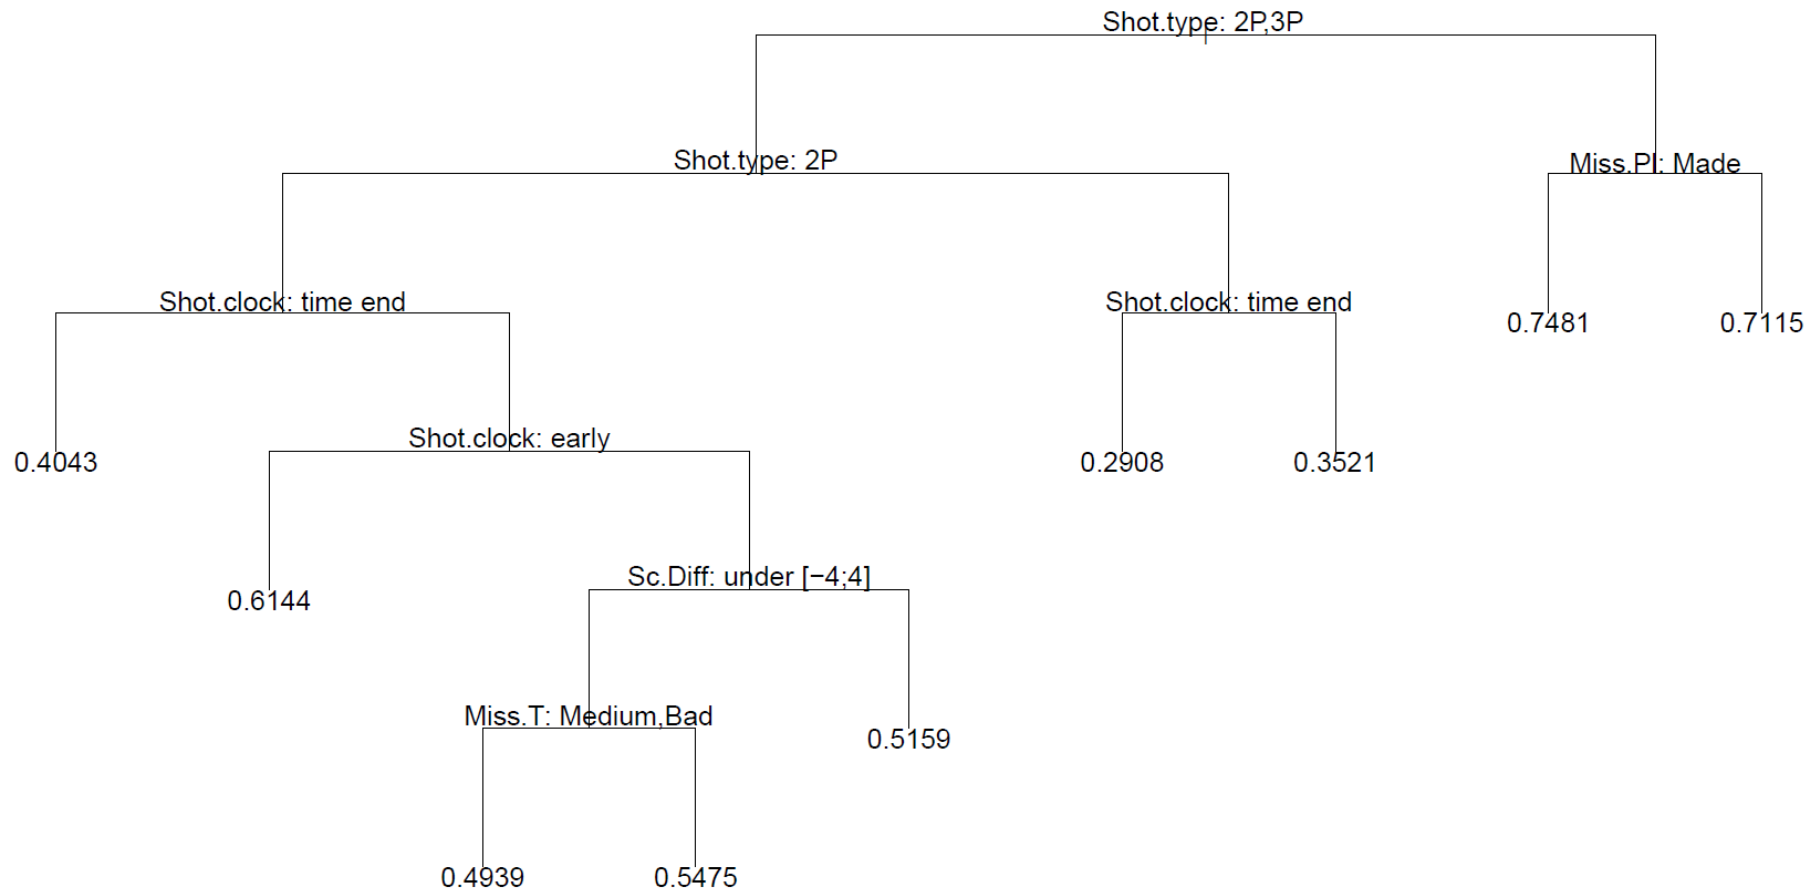 Shot.type: 2P,3P
Shot.type: 2P
Miss.Pl: Made
Shot.clock: time end
Shot.clock: time end
0.7481
0.7115
Shot.clock: early
0.4043
0.2908
0.3521
Sc.Diff: under [−4;4]
0.6144
Miss.T: Medium,Bad
0.5159
0.4939
0.5475